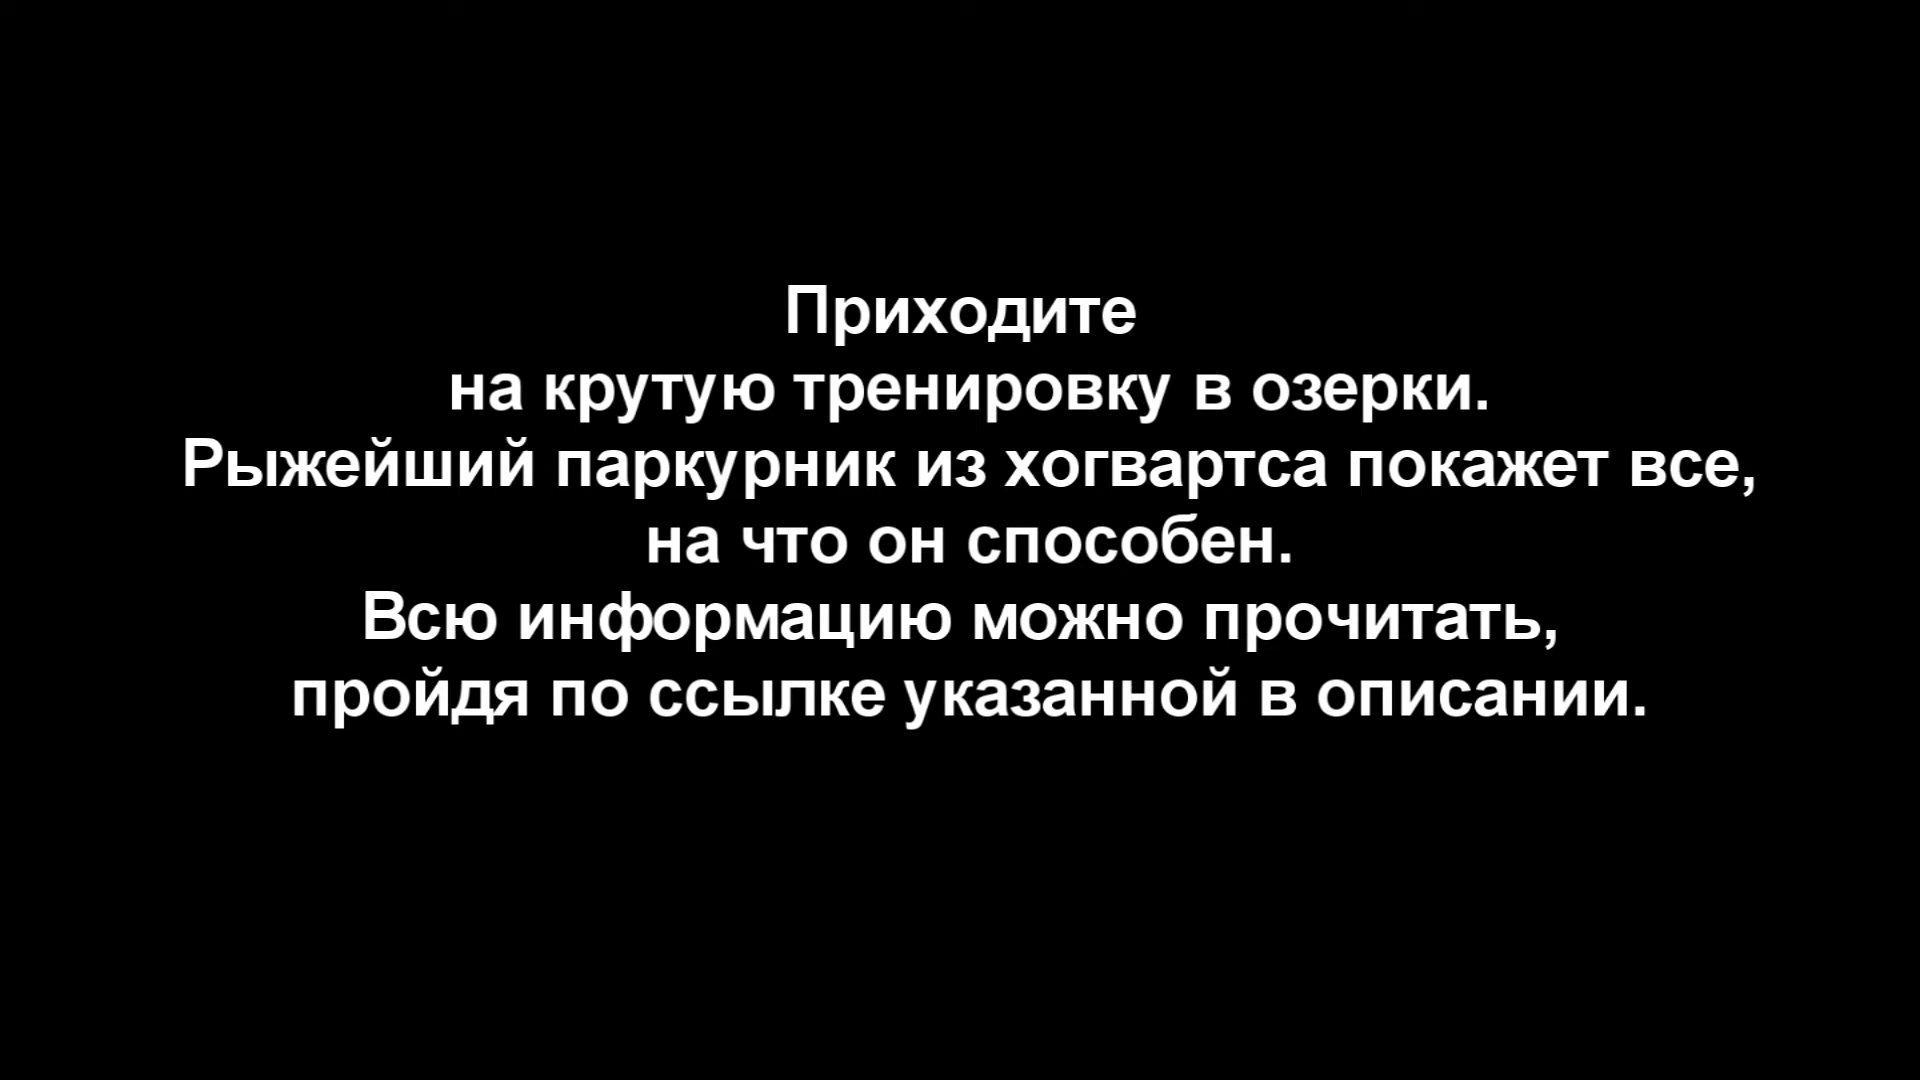 Приходите
на крутую тренировку в озерки.
Рыжейший паркурник из хогвартса покажет все,
на что он способен.
Всю информацию можно прочитать,
пройдя по ссылке указанной в описании.